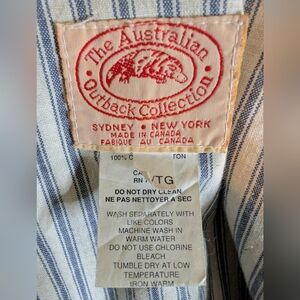 The Australian
Outback Collection
SYDNEY • NEW YORK
MADE IN CANADA
FABIQUE AU CANADA
100% C TON
CA
RN VTG
DO NOT DRY CLEAN
NE PAS NETTOYER A SEC
WASH SEPARATELY WITH
LIKE COLORS
MACHINE WASH IN
WARM WATER
DO NOT USE CHLORINE
BLEACH
TUMBLE DRY AT LOW
TEMPERATURE
IRON WARM